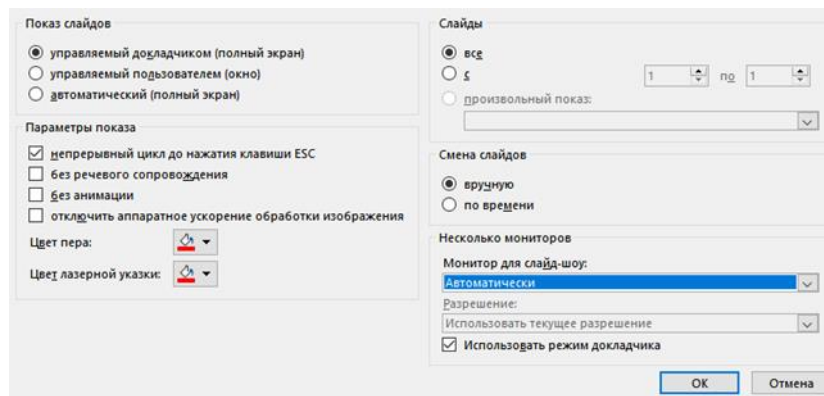 Показ слайдов
управляемый докладчиком (полный экран)
управляемый пользователем (окно)
автоматический (полный экран)
Параметры показа
непрерывный цикл до нажатия клавиши ESC
без речевого сопровождения
без анимации
отключить аппаратное ускорение обработки изображения
Цвет пера:
Цвет лазерной указки:
Слайды
все
с 1 по 1
произвольный показ:
Смена слайдов
вручную
по времени
Несколько мониторов
Монитор для слайд-шоу:
Автоматически
Разрешение:
Использовать текущее разрешение
Использовать режим докладчика
ОК Отмена